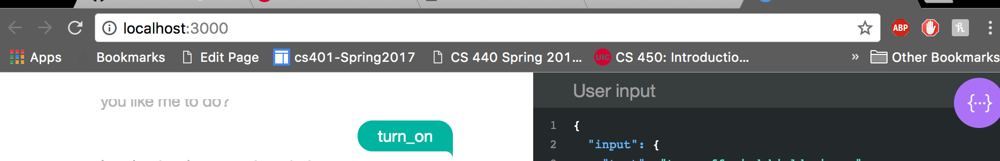 localhost:3000
ABP
Apps Bookmarks Edit Page cs401-Spring2017 CS 440 Spring 201... UIC CS 450: Introductio... » Other Bookmarks
you like me to do?
turn_on
User input
{···}
1 {
2 "input": {